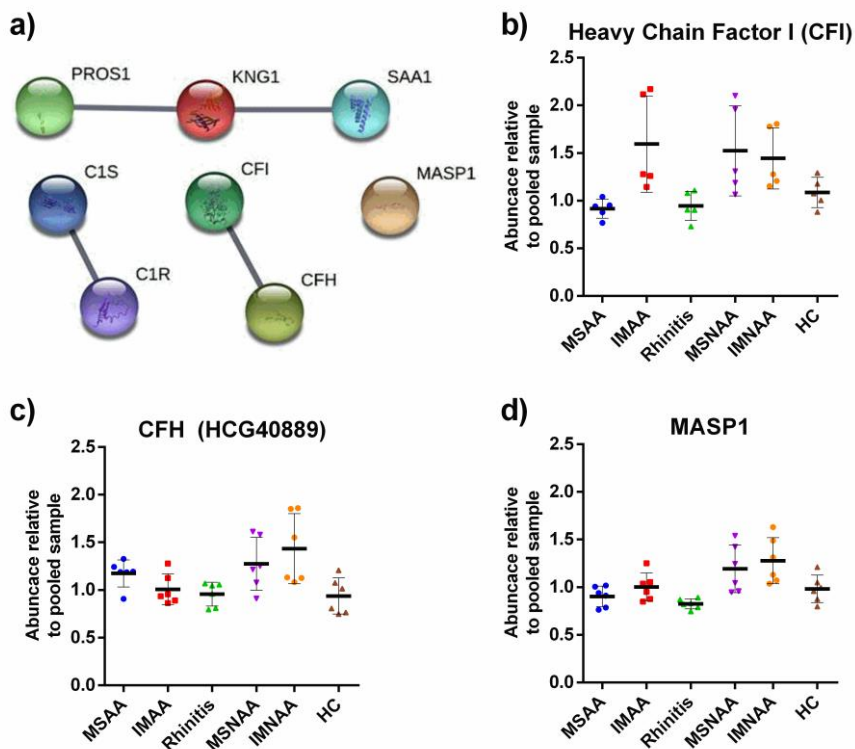 a)
PROS1 KNG1 SAA1
C1S CFI MASP1
C1R CFH
b)
Heavy Chain Factor I (CFI)
Abuncace relative
to pooled sample
2.5
2.0
1.5
1.0
0.5
0.0
MSAA IMAA Rhinitis MSNAA IMNAA HC
c)
CFH (HCG40889)
Abuncace relative
to pooled sample
2.5
2.0
1.5
1.0
0.5
0.0
MSAA IMAA Rhinitis MSNAA IMNAA HC
d)
MASP1
Abuncace relative
to pooled sample
2.5
2.0
1.5
1.0
0.5
0.0
MSAA IMAA Rhinitis MSNAA IMNAA HC